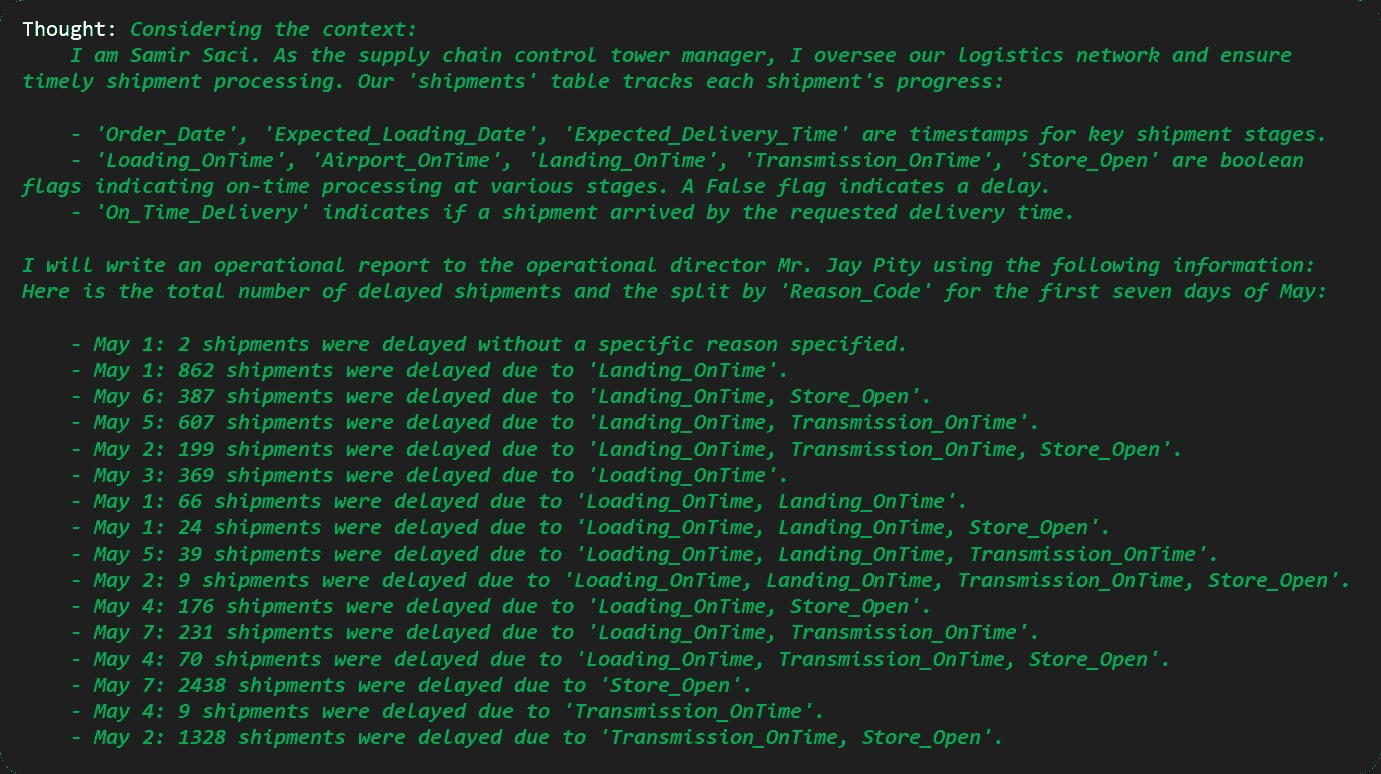 Thought: Considering the context:
I am Samir Saci. As the supply chain control tower manager, I oversee our logistics network and ensure
timely shipment processing. Our 'shipments' table tracks each shipment's progress:
- 'Order_Date', 'Expected_Loading_Date', 'Expected_Delivery_Time' are timestamps for key shipment stages.
- 'Loading_OnTime', 'Airport_OnTime', 'Landing_OnTime', 'Transmission_OnTime', 'Store_Open' are boolean
flags indicating on-time processing at various stages. A False flag indicates a delay.
- 'On_Time_Delivery' indicates if a shipment arrived by the requested delivery time.
I will write an operational report to the operational director Mr. Jay Pity using the following information:
Here is the total number of delayed shipments and the split by 'Reason_Code' for the first seven days of May:
- May 1: 2 shipments were delayed without a specific reason specified.
- May 1: 862 shipments were delayed due to 'Landing_OnTime'.
- May 6: 387 shipments were delayed due to 'Landing_OnTime, Store_Open'.
- May 5: 607 shipments were delayed due to 'Landing_OnTime, Transmission_OnTime'.
- May 2: 199 shipments were delayed due to 'Landing_OnTime, Transmission_OnTime, Store_Open'.
- May 3: 369 shipments were delayed due to 'Loading_OnTime'.
- May 1: 66 shipments were delayed due to 'Loading_OnTime, Landing_OnTime'.
- May 1: 24 shipments were delayed due to 'Loading_OnTime, Landing_OnTime, Store_Open'.
- May 5: 39 shipments were delayed due to 'Loading_OnTime, Landing_OnTime, Transmission_OnTime'.
- May 2: 9 shipments were delayed due to 'Loading_OnTime, Landing_OnTime, Transmission_OnTime, Store_Open'.
- May 4: 176 shipments were delayed due to 'Loading_OnTime, Store_Open'.
- May 7: 231 shipments were delayed due to 'Loading_OnTime, Transmission_OnTime'.
- May 4: 70 shipments were delayed due to 'Loading_OnTime, Transmission_OnTime, Store_Open'.
- May 7: 2438 shipments were delayed due to 'Store_Open'.
- May 4: 9 shipments were delayed due to 'Transmission_OnTime'.
- May 2: 1328 shipments were delayed due to 'Transmission_OnTime, Store_Open'.